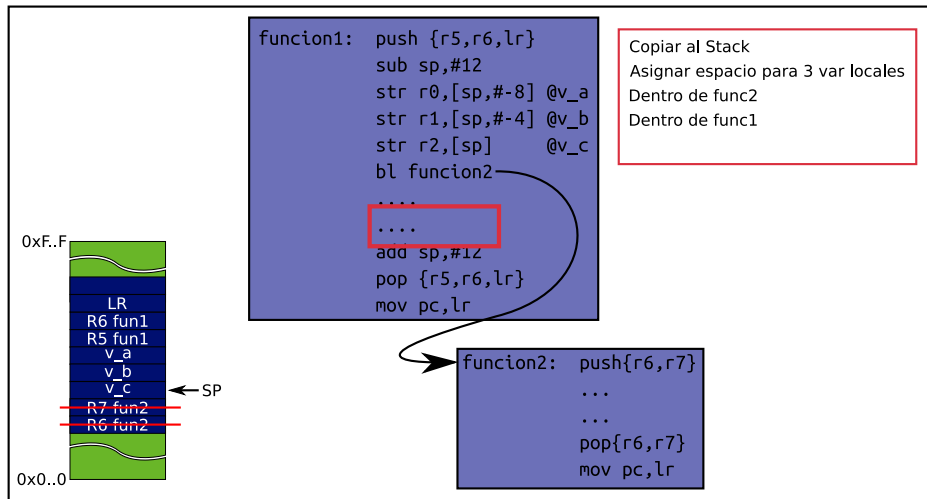 funcion1: push {r5,r6,lr}
sub sp,#12
str r0,[sp,#-8] @v_a
str r1,[sp,#-4] @v_b
str r2,[sp] @v_c
bl funcion2
....
....
add sp,#12
pop {r5,r6,lr}
mov pc,lr
Copiar al Stack
Asignar espacio para 3 var locales
Dentro de func2
Dentro de func1
0xF..F
LR
R6 fun1
R5 fun1
v_a
v_b
v_c
SP
R7 fun2
R6 fun2
0x0..0
funcion2: push{r6,r7}
...
...
pop{r6,r7}
mov pc,lr